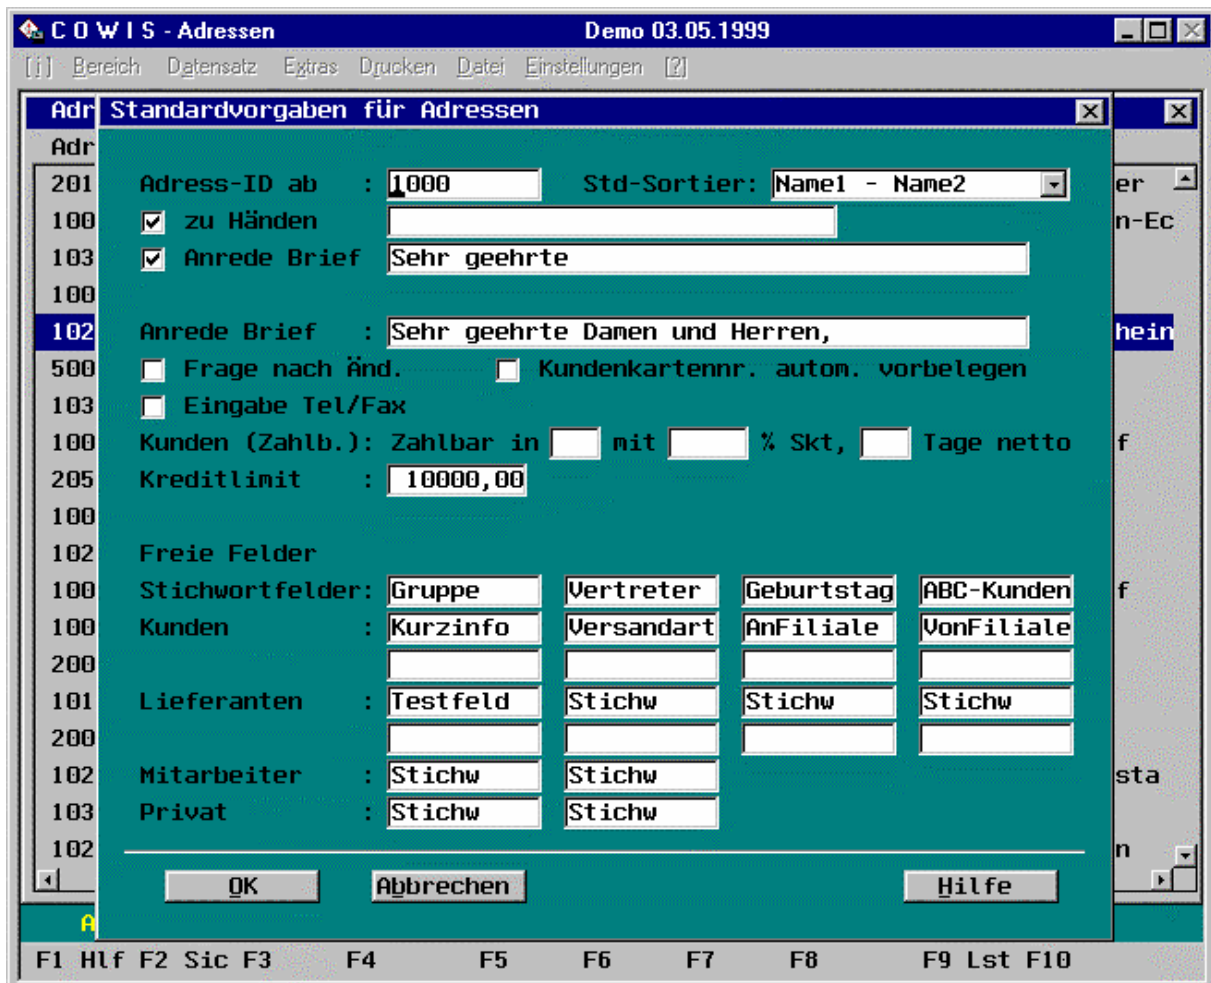 C O W I S - Adressen Demo 03.05.1999
[i] Bereich Datensatz Extras Drucken Datei Einstellungen [?]
Adr Standardvorgaben für Adressen
Adr
201 Adress-ID ab : 1000 Std-Sortier: Name1 - Name2 er
100 zu Händen n-Ec
103 Anrede Brief Sehr geehrte
100
102 Anrede Brief : Sehr geehrte Damen und Herren, hein
500 Frage nach Änd. Kundenkartennr. autom. vorbelegen
103 Eingabe Tel/Fax
100 Kunden (Zahlb.): Zahlbar in mit % Skt, Tage netto f
205 Kreditlimit : 10000,00
100
102 Freie Felder
100 Stichwortfelder: Gruppe Vertreter Geburtstag ABC-Kunden f
100 Kunden : Kurzinfo Versandart AnFiliale VonFiliale
200
101 Lieferanten : Testfeld Stichw Stichw Stichw
200
102 Mitarbeiter : Stichw Stichw sta
103 Privat : Stichw Stichw
102 n
OK Abbrechen Hilfe
A
F1 Hlf F2 Sic F3 F4 F5 F6 F7 F8 F9 Lst F10